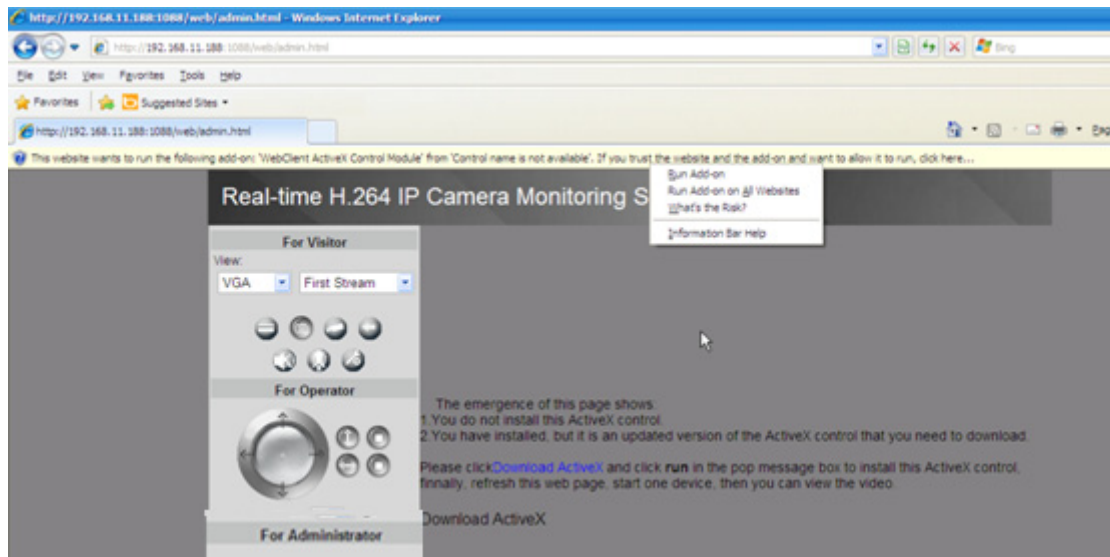 http://192.168.11.188:1088/web/admin.html - Windows Internet Explorer
http://192.168.11.188:1088/web/admin.html
Bing
File Edit View Favorites Tools Help
Favorites Suggested Sites
http://192.168.11.188:1088/web/admin.html
This website wants to run the following add-on: 'WebClient ActiveX Control Module' from 'Control name is not available'. If you trust the website and the add-on and want to allow it to run, click here...
Run Add-on
Run Add-on on All Websites
What's the Risk?
Information Bar Help
Real-time H.264 IP Camera Monitoring S
For Visitor
View:
VGA First Stream
For Operator
The emergence of this page shows:
1.You do not install this ActiveX control.
2.You have installed, but it is an updated version of the ActiveX control that you need to download.
Please clickDownload ActiveX and click run in the pop message box to install this ActiveX control,
finnally, refresh this web page, start one device, then you can view the video.
Download ActiveX
For Administrator